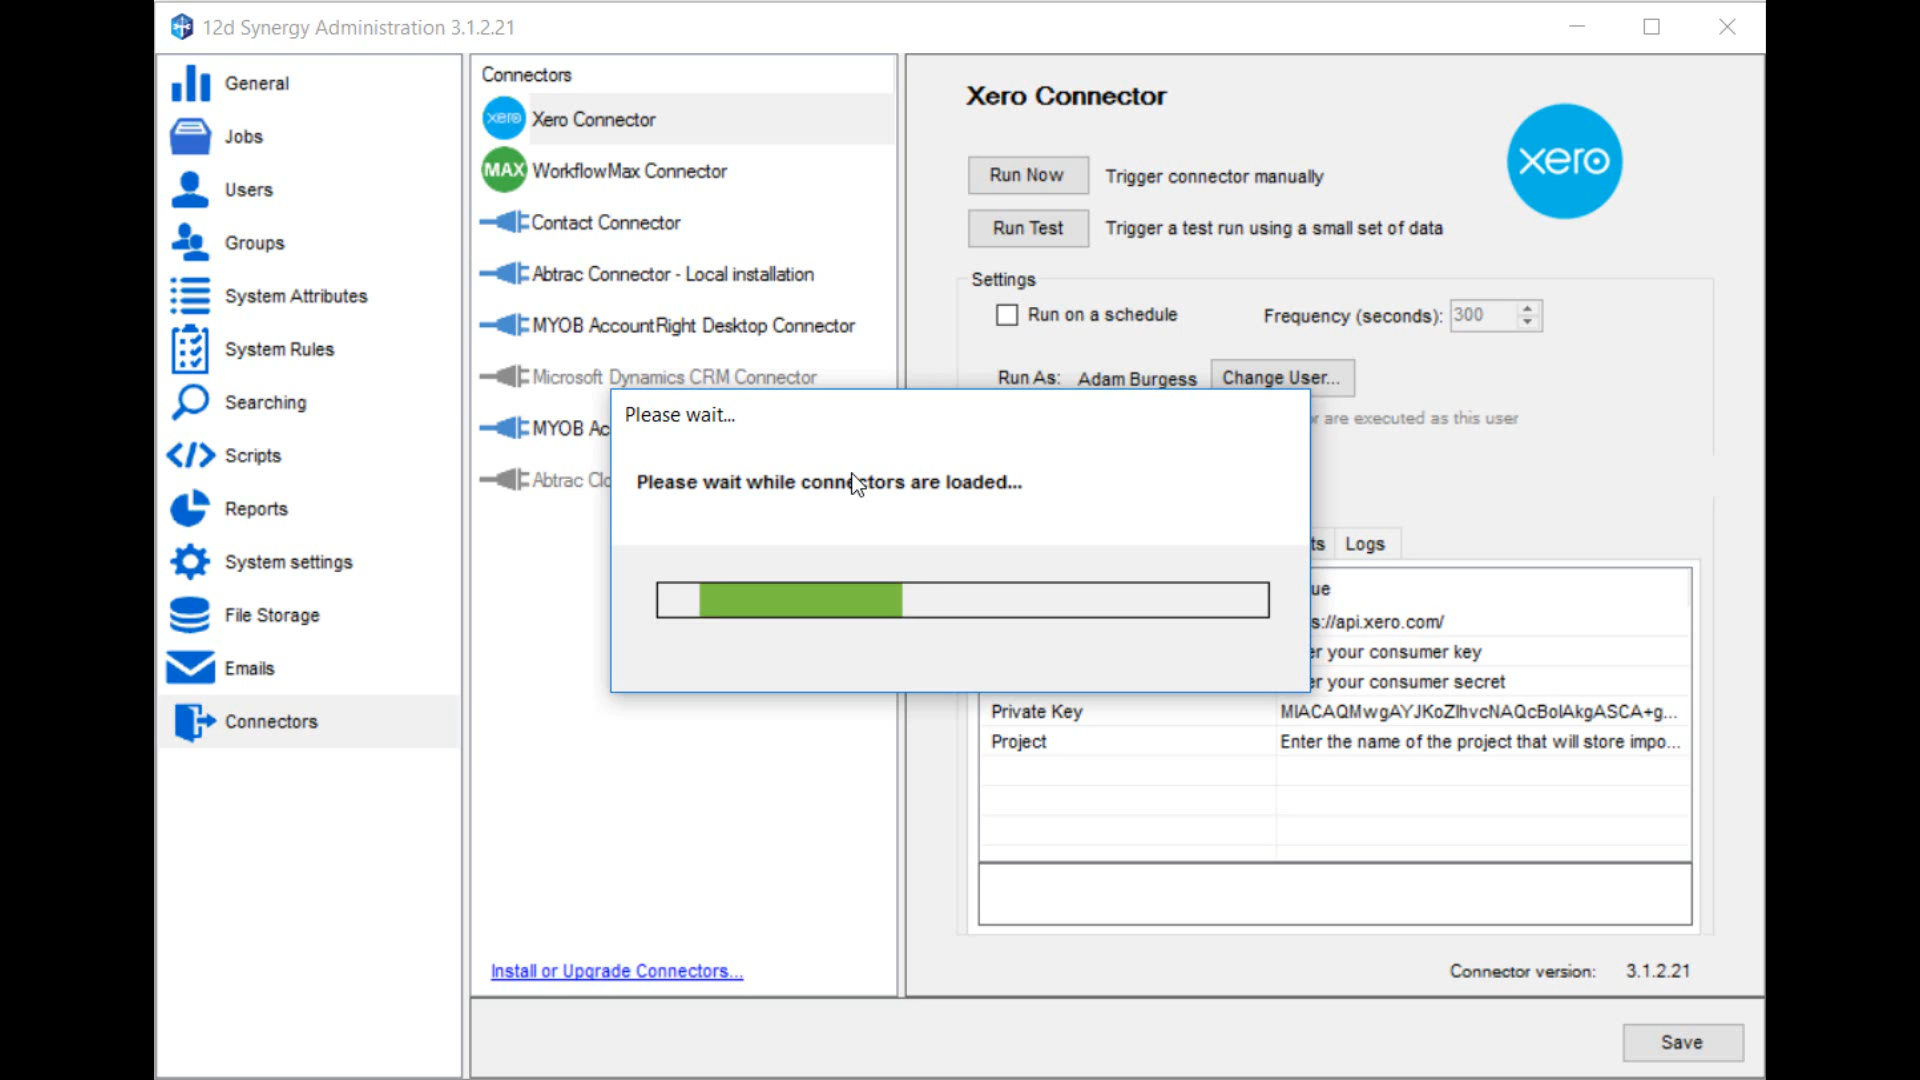 12d Synergy Administration 3.1.2.21
General
Jobs
Users
Groups
System Attributes
System Rules
Searching
Scripts
Reports
System settings
File Storage
Emails
Connectors
Connectors
xero Xero Connector
MAX WorkflowMax Connector
Contact Connector
Abtrac Connector - Local installation
MYOB AccountRight Desktop Connector
Microsoft Dynamics CRM Connector
MYOB Ac
Abtrac Clo
Install or Upgrade Connectors...
Xero Connector
xero
Run Now Trigger connector manually
Run Test Trigger a test run using a small set of data
Settings
Run on a schedule Frequency (seconds): 300
Run As: Adam Burgess Change User...
are executed as this user
Please wait...
Please wait while connectors are loaded...
ts Logs
ue
s://api.xero.com/
er your consumer key
er your consumer secret
Private Key MIACAQMwgAYJKoZIhvcNAQcBoIAkgASCA+g...
Project Enter the name of the project that will store impo...
Connector version: 3.1.2.21
Save